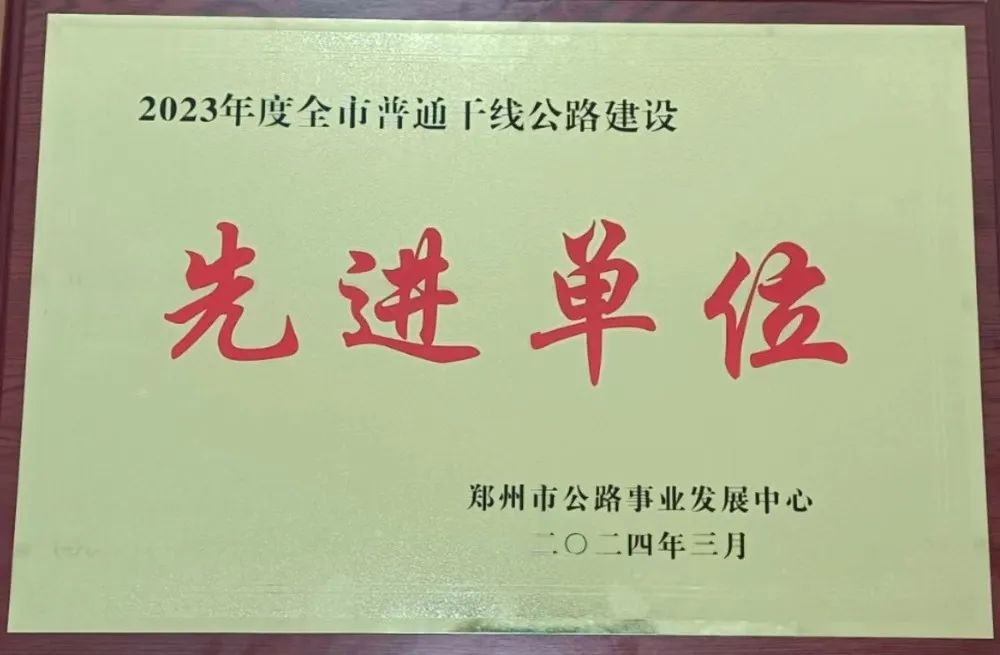 2023年度全市普通干线公路建设
先进单位
郑州市公路事业发展中心
二〇二四年三月